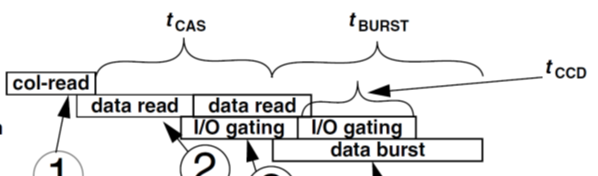 tCAS tBURST
tCCD
col-read
data read data read
I/O gating I/O gating
data burst
1 2